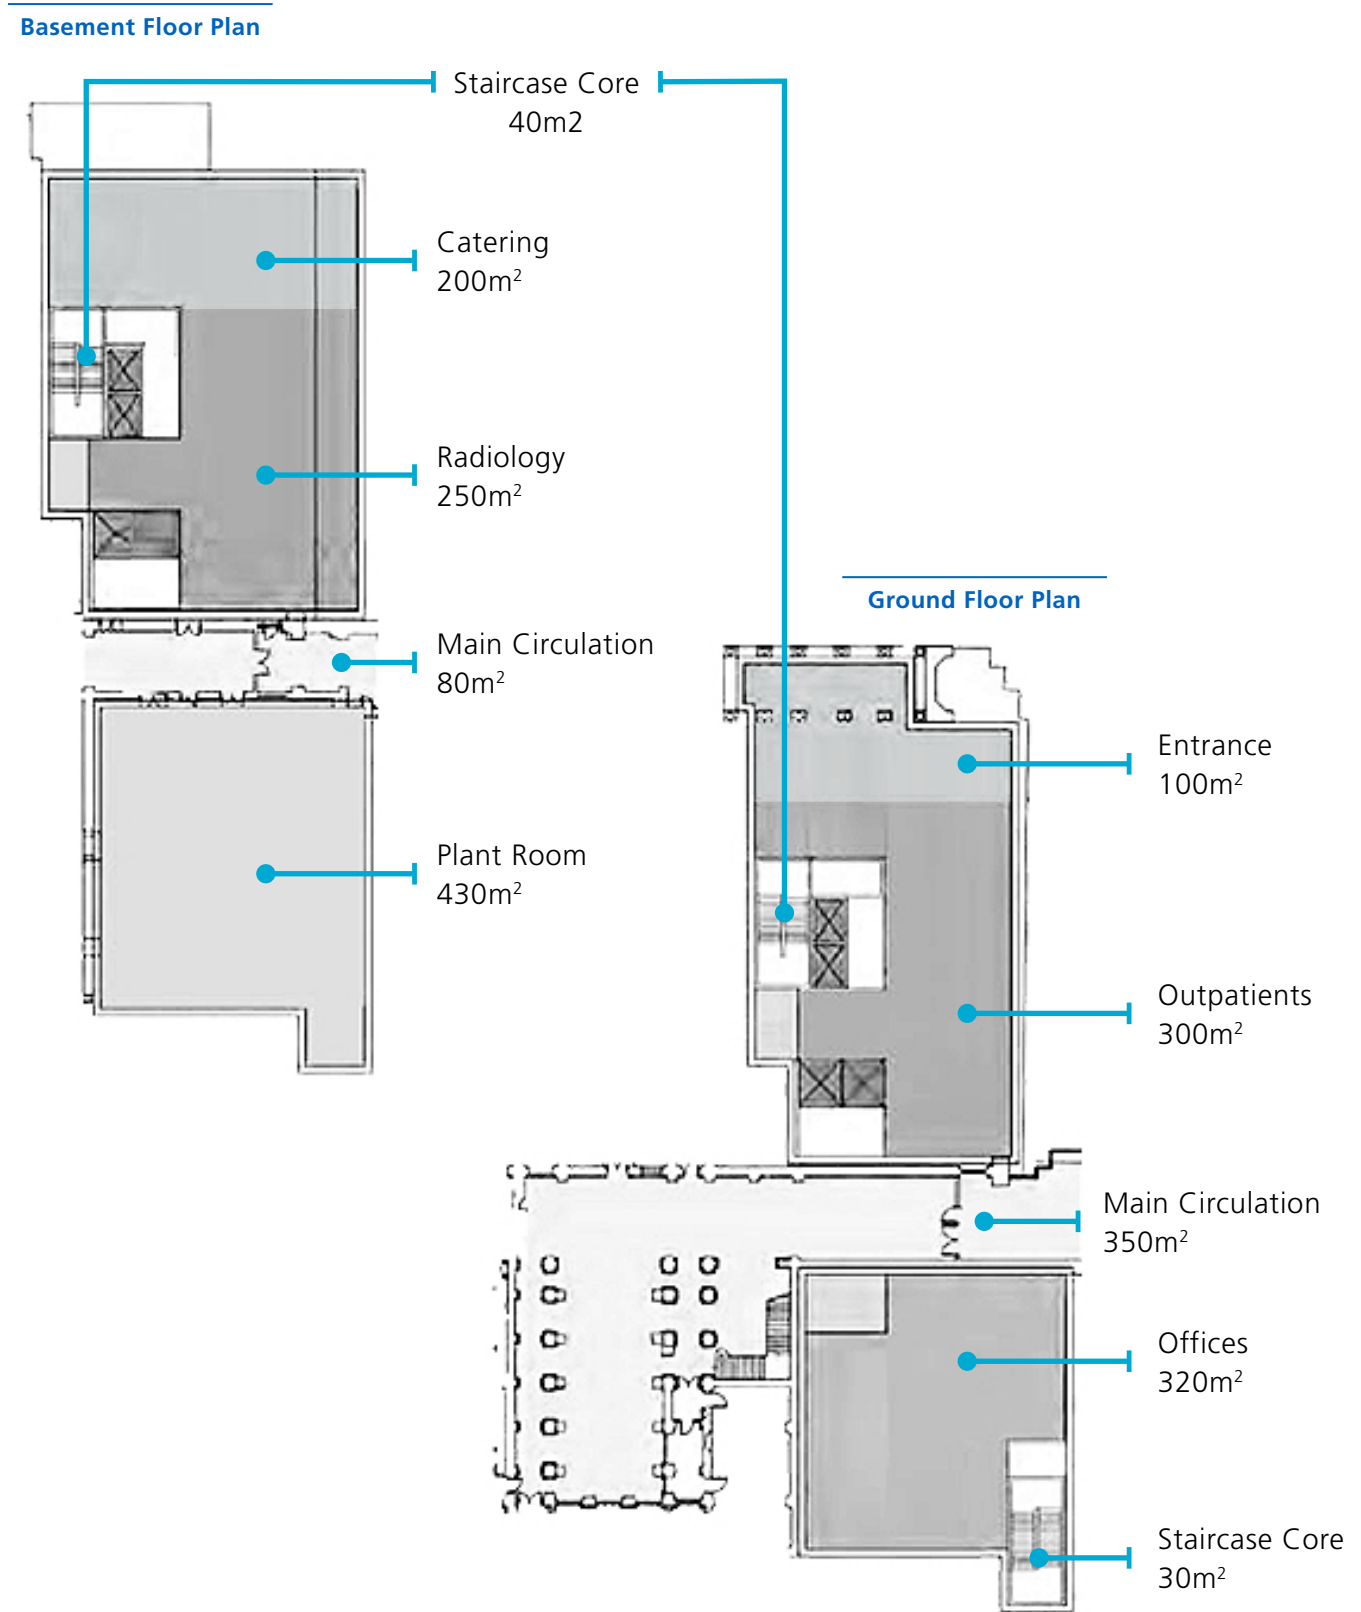 Basement Floor Plan
Staircase Core
40m2
Catering
200m²
Radiology
250m²
Main Circulation
80m²
Plant Room
430m²
Ground Floor Plan
Entrance
100m²
Outpatients
300m²
Main Circulation
350m²
Offices
320m²
Staircase Core
30m²